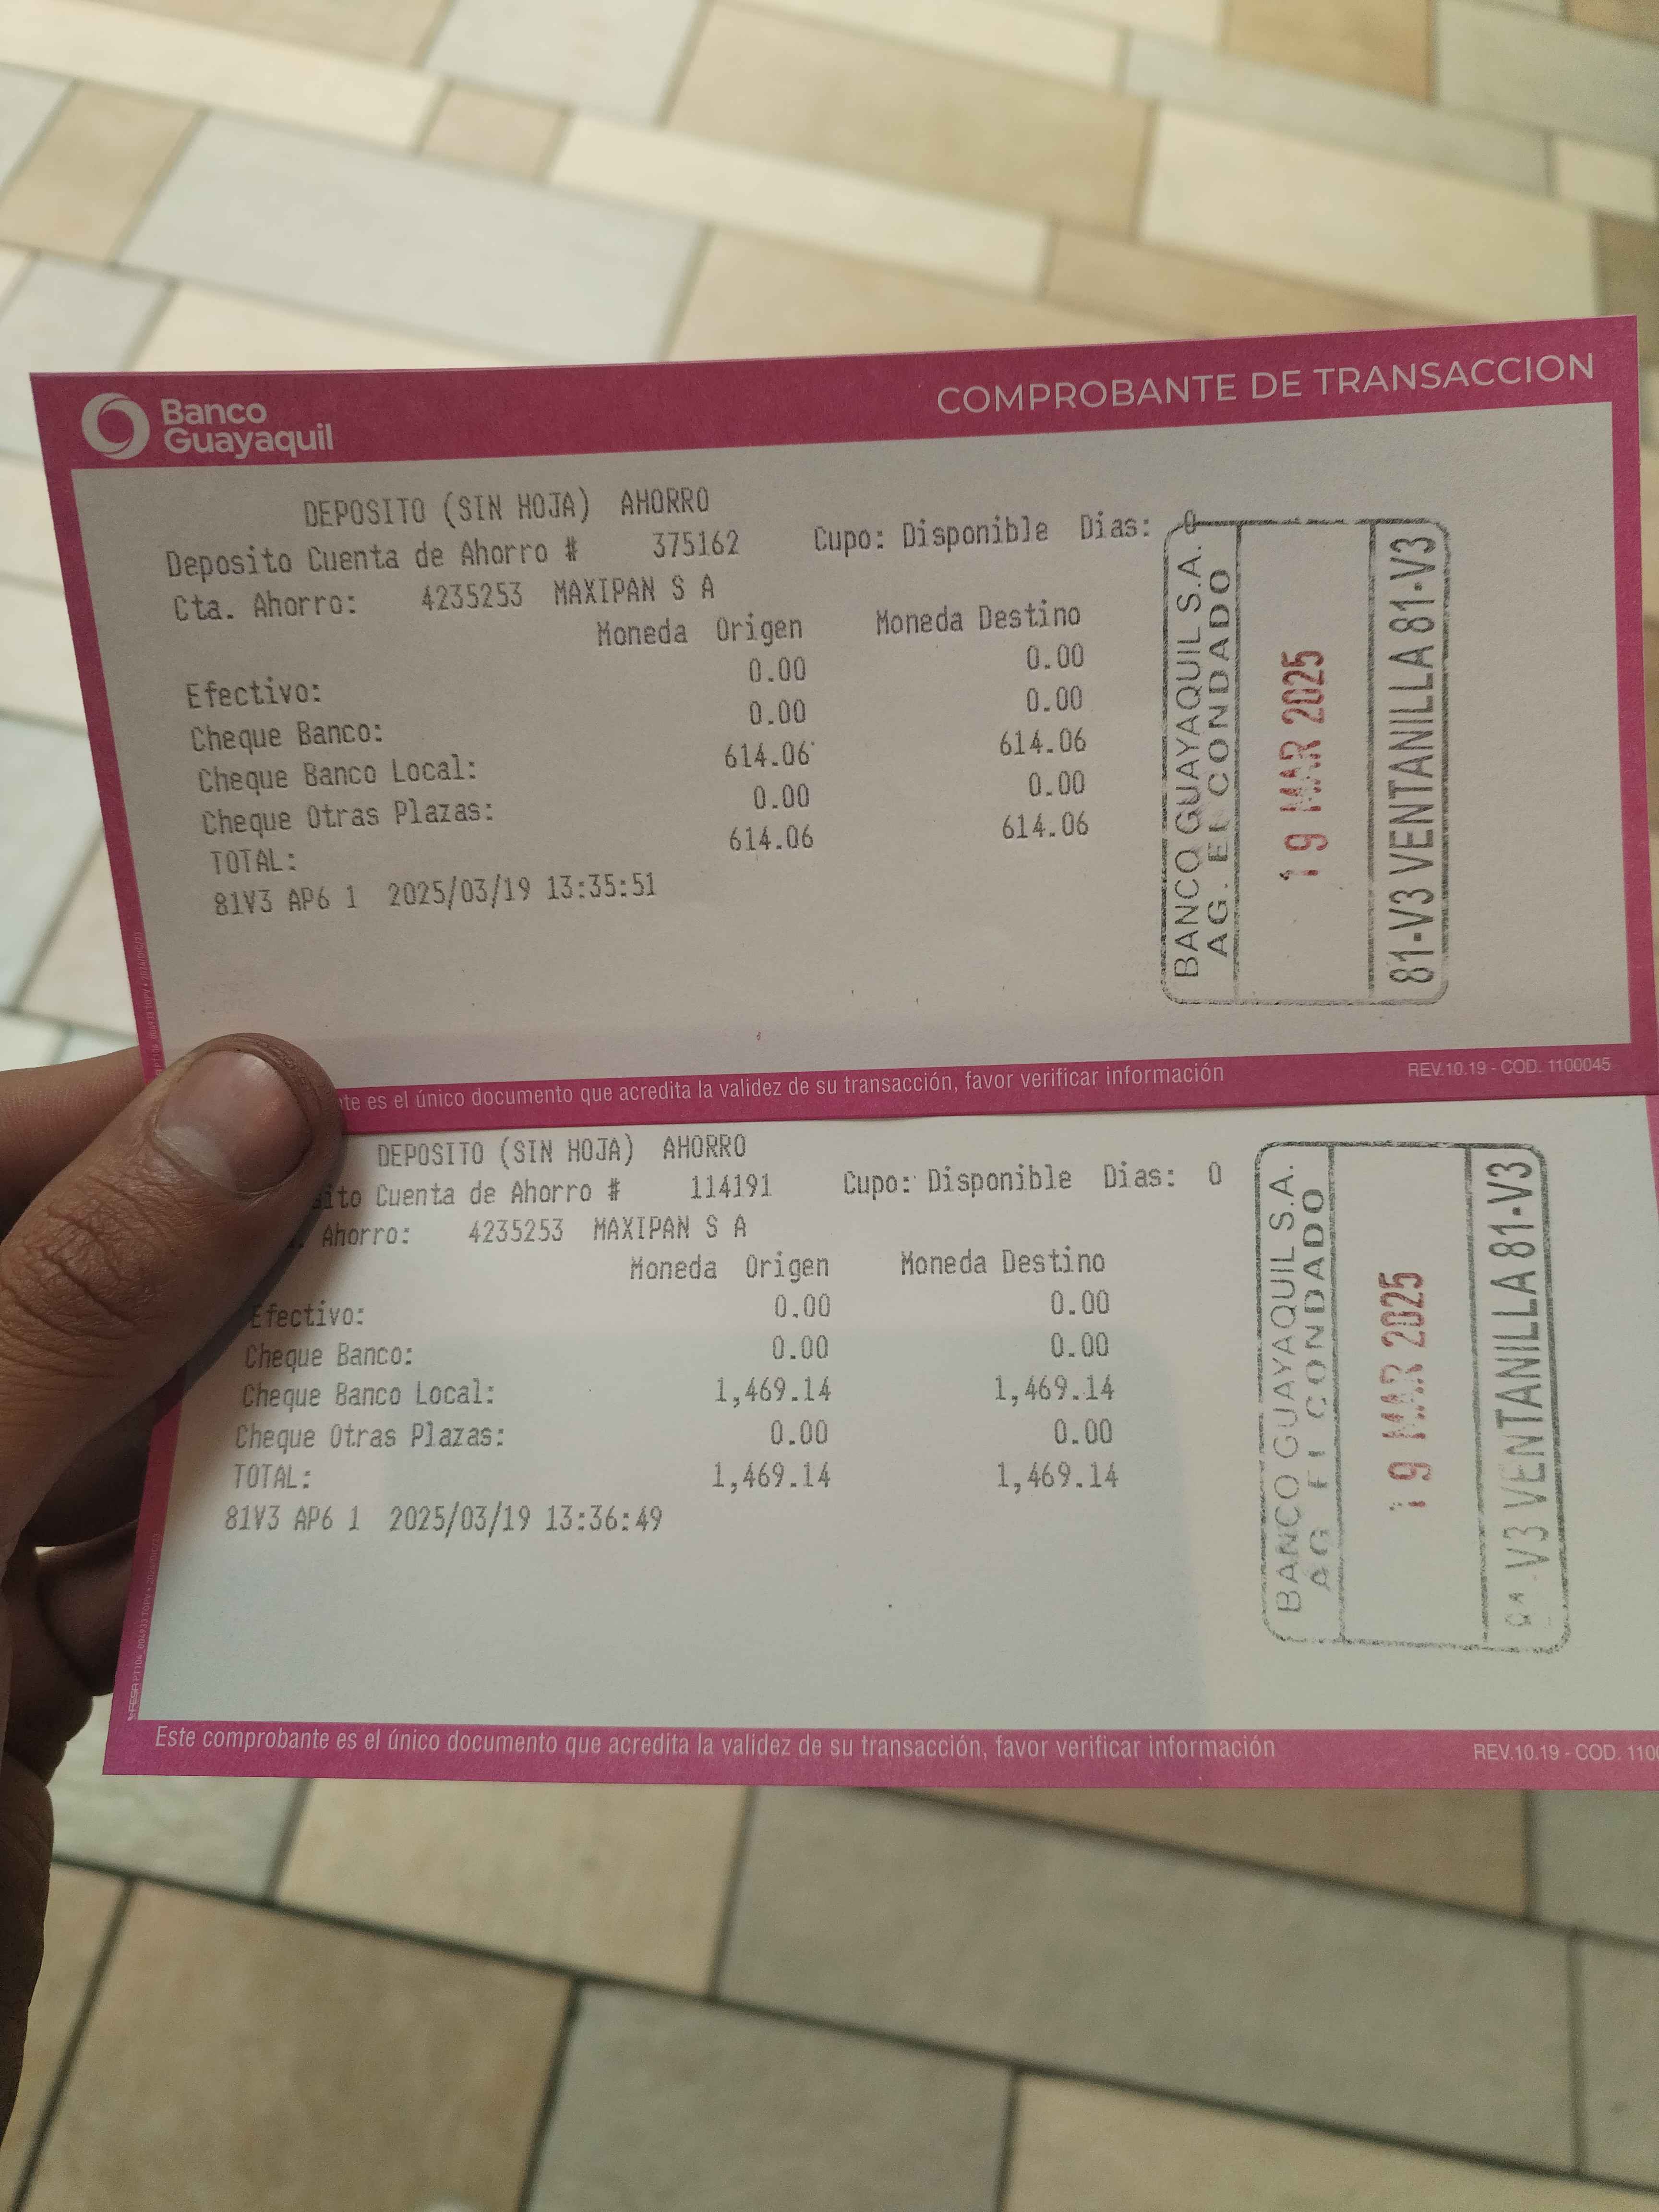 Banco
Guayaquil
COMPROBANTE DE TRANSACCION
DEPOSITO (SIN HOJA) AHORRO
Deposito Cuenta de Ahorro # 375162 Cupo: Disponible Dias: 0
Cta. Ahorro: 4235253 MAXIPAN S A
Moneda Origen Moneda Destino
Efectivo: 0.00 0.00
Cheque Banco: 0.00 0.00
Cheque Banco Local: 614.06 614.06
Cheque Otras Plazas: 0.00 0.00
TOTAL: 614.06 614.06
81V3 AP6 1 2025/03/19 13:35:51
BANCO GUAYAQUIL S.A.
AG. EL CONDADO
19 MAR 2025
81-V3 VENTANILLA 81-V3
te es el único documento que acredita la validez de su transacción, favor verificar información
REV.10.19 - COD. 1100045
DEPOSITO (SIN HOJA) AHORRO
ito Cuenta de Ahorro # 114191 Cupo: Disponible Dias: 0
. Ahorro: 4235253 MAXIPAN S A
Moneda Origen Moneda Destino
Efectivo: 0.00 0.00
Cheque Banco: 0.00 0.00
Cheque Banco Local: 1,469.14 1,469.14
Cheque Otras Plazas: 0.00 0.00
TOTAL: 1,469.14 1,469.14
81V3 AP6 1 2025/03/19 13:36:49
BANCO GUAYAQUIL S.A.
AG EL CONDADO
19 MAR 2025
V3 VENTANILLA 81-V3
Este comprobante es el único documento que acredita la validez de su transacción, favor verificar información
REV.10.19 - COD. 1100